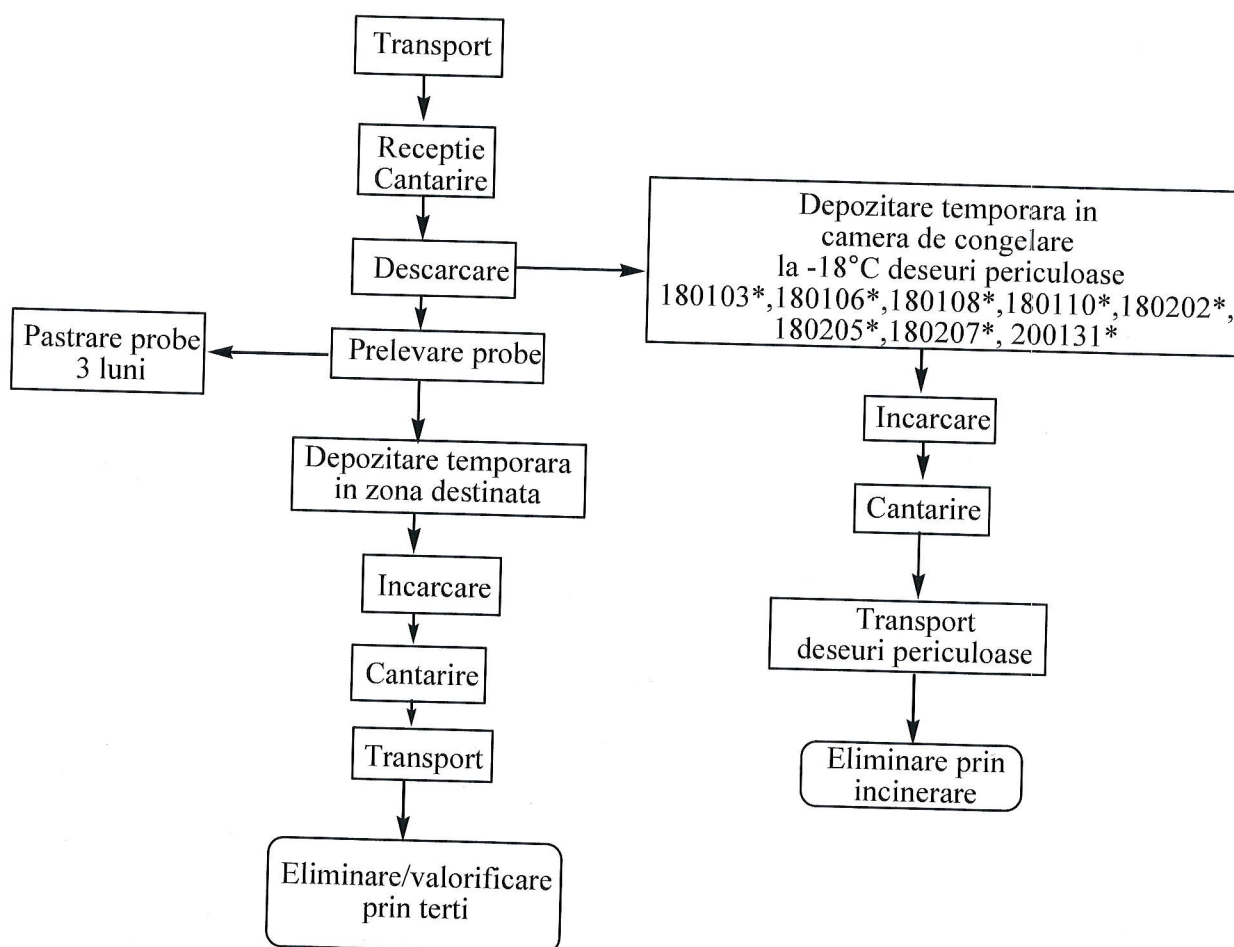 Transport
Receptie
Cantarire
Descarcare
Depozitare temporara in
camera de congelare
la -18°C deseuri periculoase
180103*,180106*,180108*,180110*,180202*,
180205*,180207*, 200131*
Pastrare probe
3 luni
Prelevare probe
Depozitare temporara
in zona destinata
Incarcare
Cantarire
Transport
Eliminare/valorificare
prin terti
Incarcare
Cantarire
Transport
deseuri periculoase
Eliminare prin
incinerare